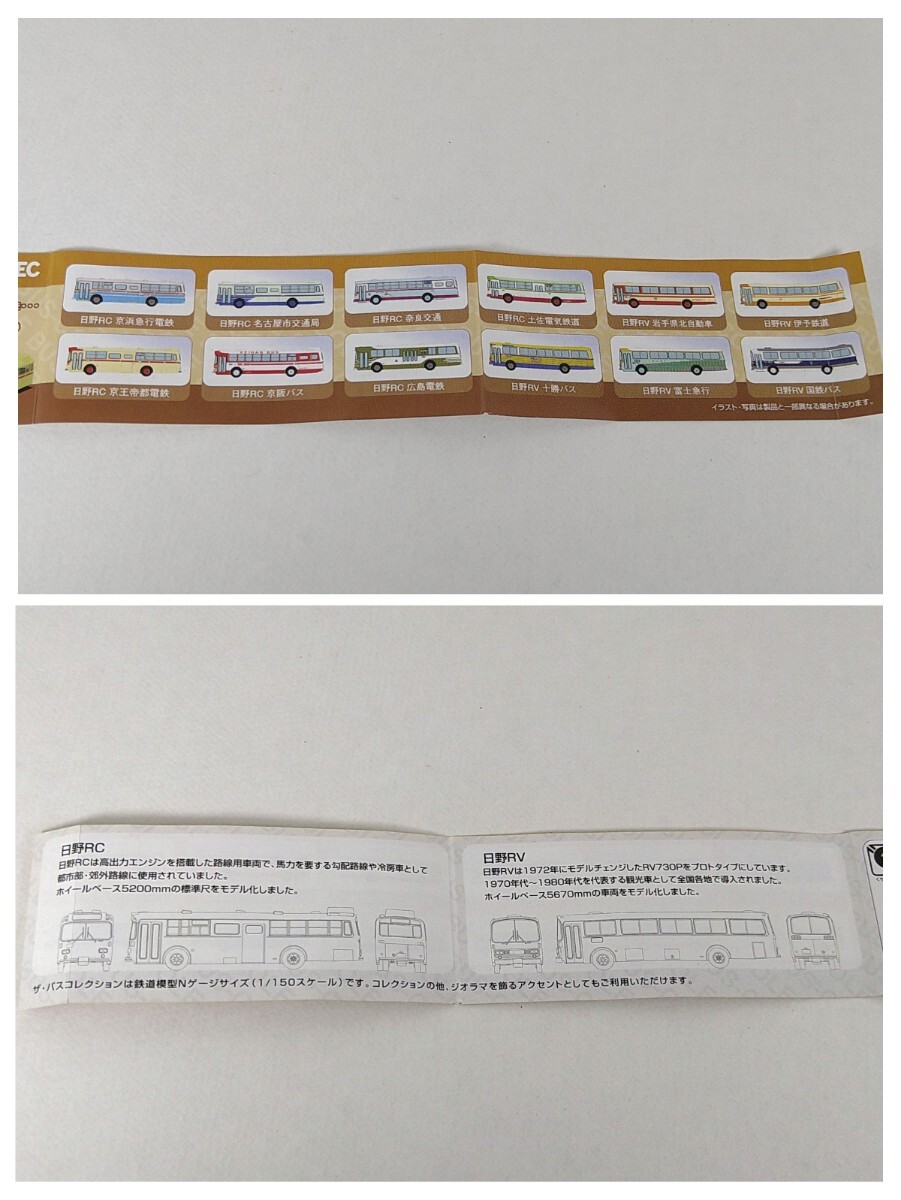 EC
日野RC 京浜急行電鉄
日野RC 名古屋市交通局
日野RC 奈良交通
日野RC 土佐電気鉄道
日野RV 岩手県北自動車
日野RV 伊予鉄道
日野RC 京王帝都電鉄
日野RC 京阪バス
日野RC 広島電鉄
日野RV 十勝バス
日野RV 富士急行
日野RV 国鉄バス
イラスト・写真は製品と一部異なる場合があります。
日野RC
日野RCは高出力エンジンを搭載した路線用車両で、馬力を要する勾配路線や冷房車として
都市部・郊外路線に使用されていました。
ホイールベース5200mmの標準尺をモデル化しました。
日野RV
日野RVは1972年にモデルチェンジしたRV730Pをプロトタイプにしています。
1970年代〜1980年代を代表する観光車として全国各地で導入されました。
ホイールベース5670mmの車両をモデル化しました。
ザ・バスコレクションは鉄道模型Nゲージサイズ(1/150スケール)です。コレクションの他、ジオラマを飾るアクセントとしてもご利用いただけます。